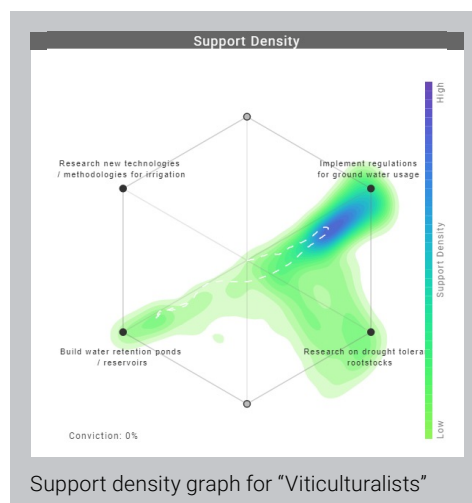 Support Density
High
Research new technologies
/ methodologies for irrigation
Implement regulations
for ground water usage
Support Density
Build water retention ponds
/ reservoirs
Research on drought tolera
rootstocks
Low
Conviction: 0%
Support density graph for “Viticulturalists”